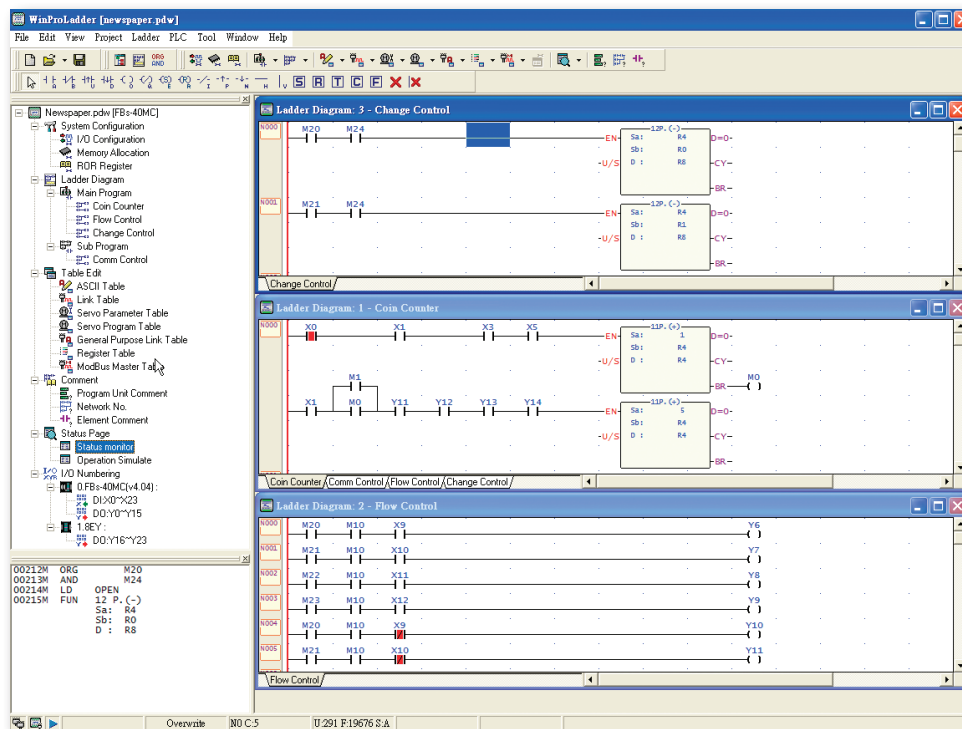 WinProLadder [newspaper.pdw]
File Edit View Project Ladder PLC Tool Window Help
ORG
AND
A B U D O Q E R I P N H V S R T C F
Newspaper.pdw [FBs-40MC]
System Configuration
I/O Configuration
Memory Allocation
ROR Register
Ladder Diagram
Main Program
Coin Counter
Flow Control
Change Control
Sub Program
Comm Control
Table Edit
ASCII Table
Link Table
Servo Parameter Table
Servo Program Table
General Purpose Link Table
Register Table
ModBus Master Table
Comment
Program Unit Comment
Network No.
Element Comment
Status Page
Status monitor
Operation Simulate
I/O Numbering
0.FBs-40MC(v4.04) :
DI:X0~X23
DO:Y0~Y15
1.8EY :
DO:Y16~Y23
00212M ORG M20
00213M AND M24
00214M LD OPEN
00215M FUN 12 P.(-)
Sa: R4
Sb: R0
D : R8
Ladder Diagram: 3 - Change Control
N000 M20 M24 12P.(-)
EN Sa: R4 D=0
Sb: R0
U/S D : R8 CY
BR
N001 M21 M24 12P.(-)
EN Sa: R4 D=0
Sb: R1
U/S D : R8 CY
BR
Change Control
Ladder Diagram: 1 - Coin Counter
N000 X0 X1 X3 X5 11P.(+)
EN Sa: 1 D=0
Sb: R4
U/S D : R4 CY
M1 BR M0
X1 M0 Y11 Y12 Y13 Y14 11P.(+)
EN Sa: 5 D=0
Sb: R4
U/S D : R4 CY
BR
Coin Counter Comm Control Flow Control Change Control
Ladder Diagram: 2 - Flow Control
N000 M20 M10 X9 Y6
N001 M21 M10 X10 Y7
N002 M22 M10 X11 Y8
N003 M23 M10 X12 Y9
N004 M20 M10 X9 Y10
N005 M21 M10 X10 Y11
Flow Control
Overwrite N0 C:5 U:291 F:19676 S:A